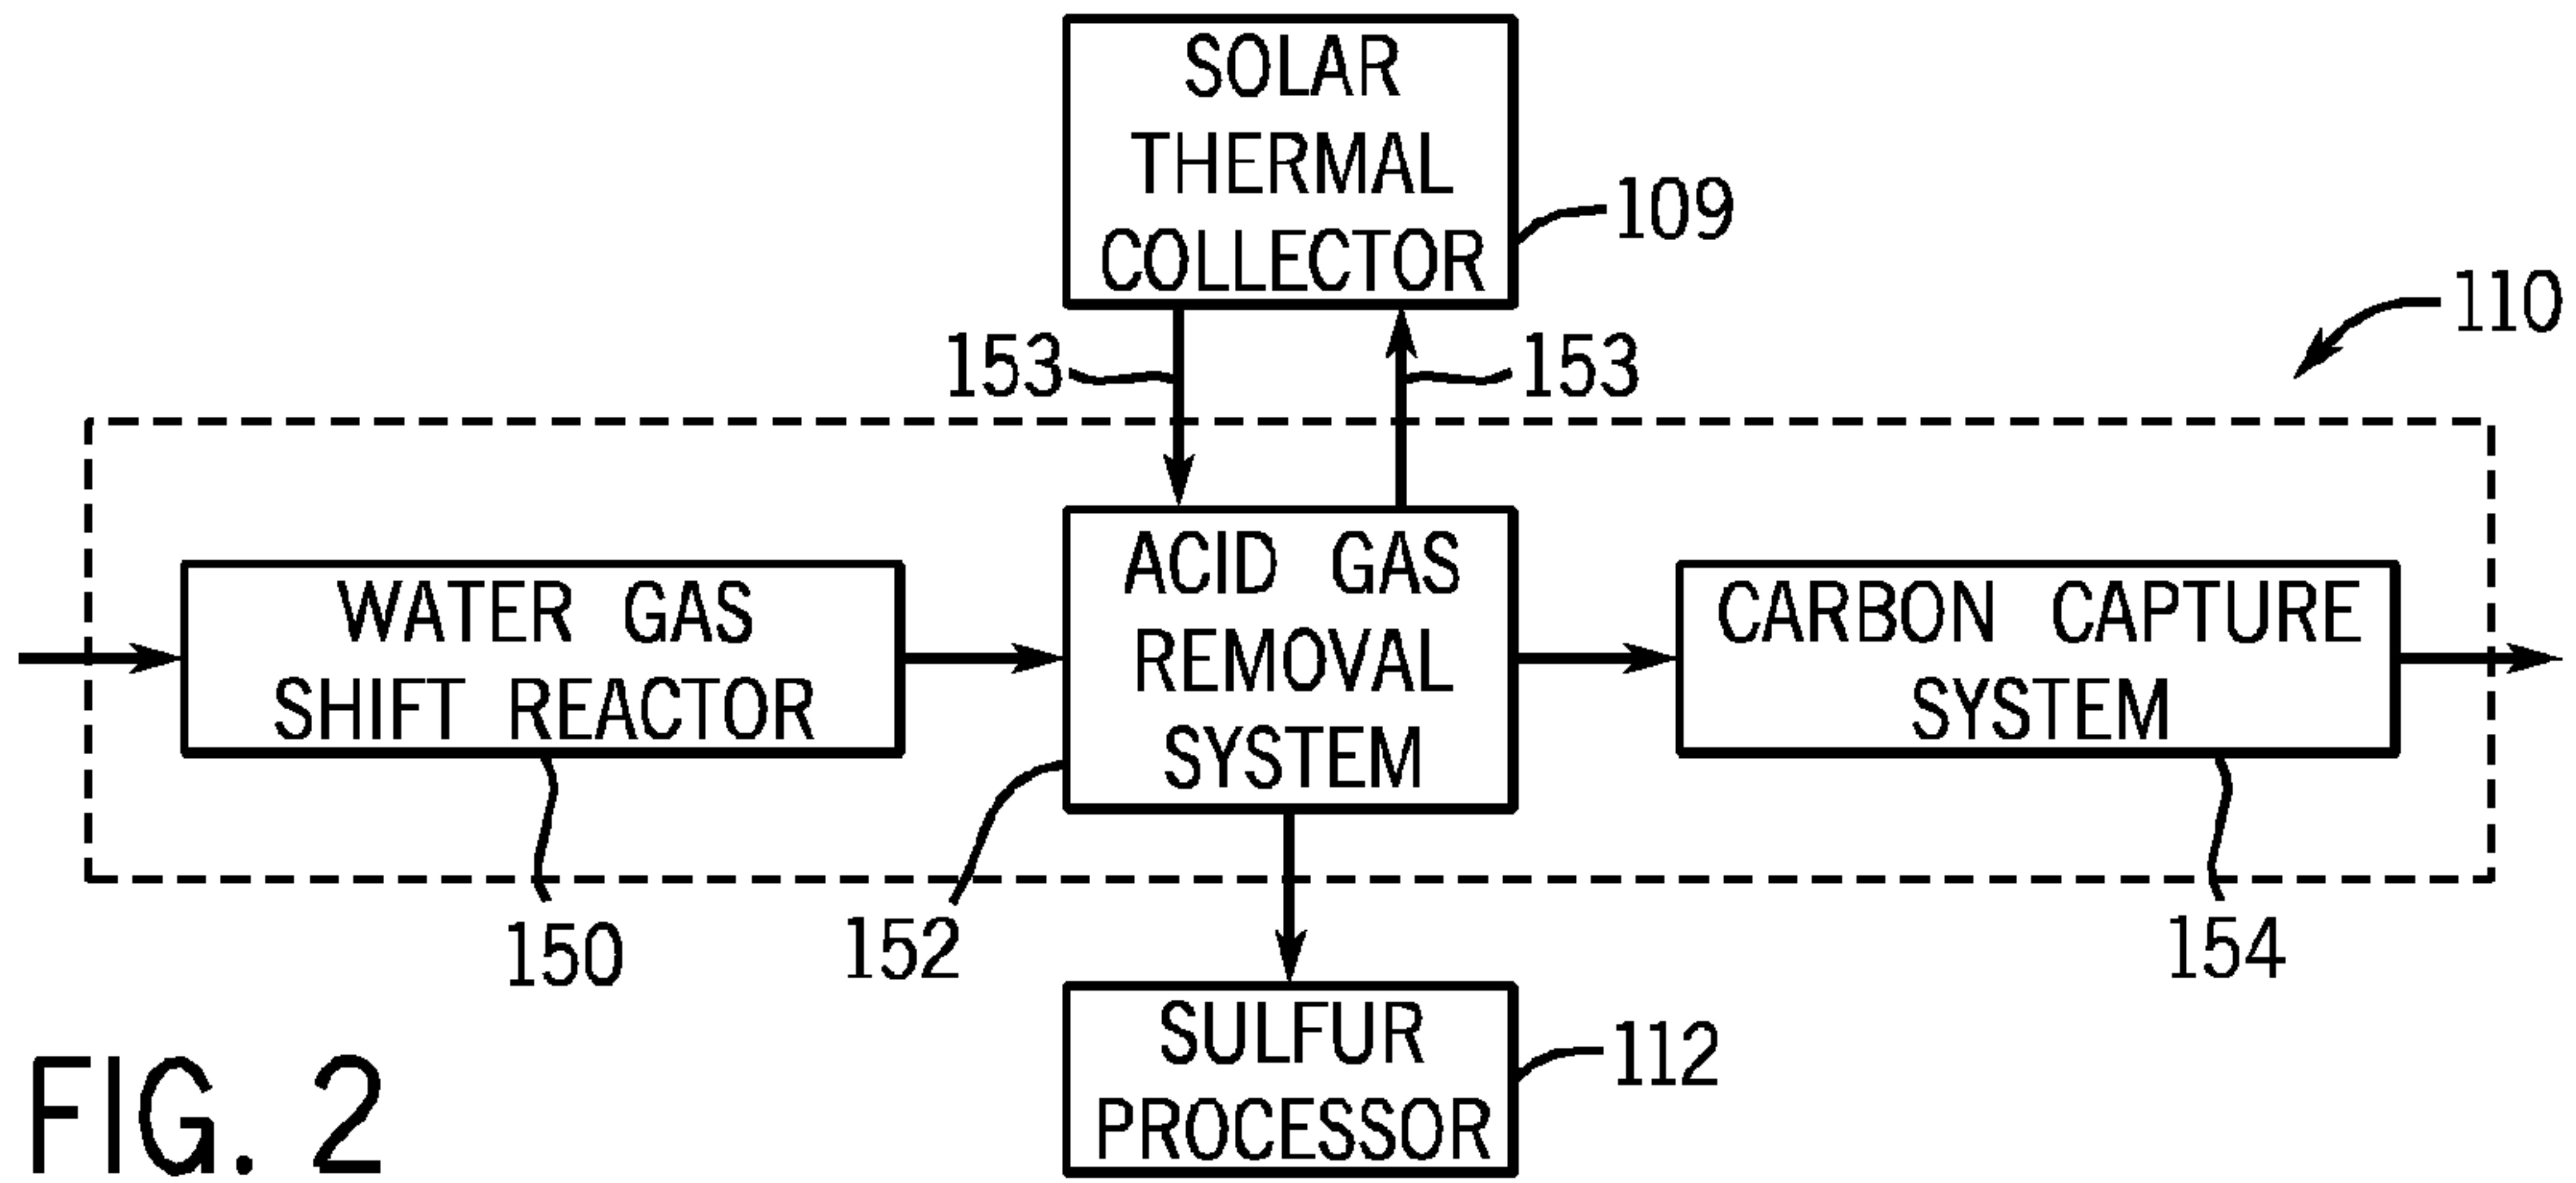 SOLAR
THERMAL
COLLECTOR
109
110
153
153
WATER GAS
SHIFT REACTOR
ACID GAS
REMOVAL
SYSTEM
CARBON CAPTURE
SYSTEM
150
152
154
SULFUR
PROCESSOR
112
FIG. 2